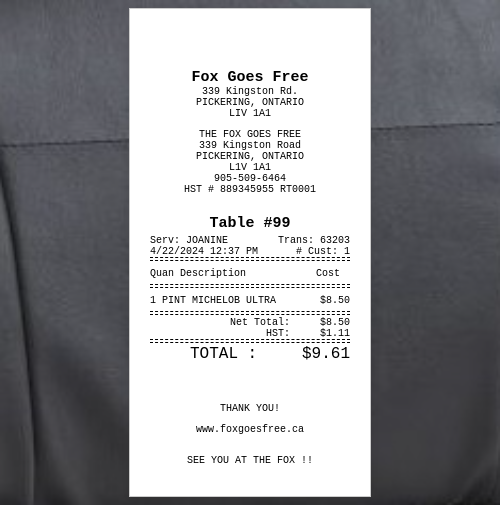 Fox Goes Free
339 Kingston Rd.
PICKERING, ONTARIO
LIV 1A1
THE FOX GOES FREE
339 Kingston Road
PICKERING, ONTARIO
L1V 1A1
905-509-6464
HST # 889345955 RT0001
Table #99
Serv: JOANINE Trans: 63203
4/22/2024 12:37 PM # Cust: 1
Quan Description Cost
1 PINT MICHELOB ULTRA $8.50
Net Total: $8.50
HST: $1.11
TOTAL : $9.61
THANK YOU!
www.foxgoesfree.ca
SEE YOU AT THE FOX !!